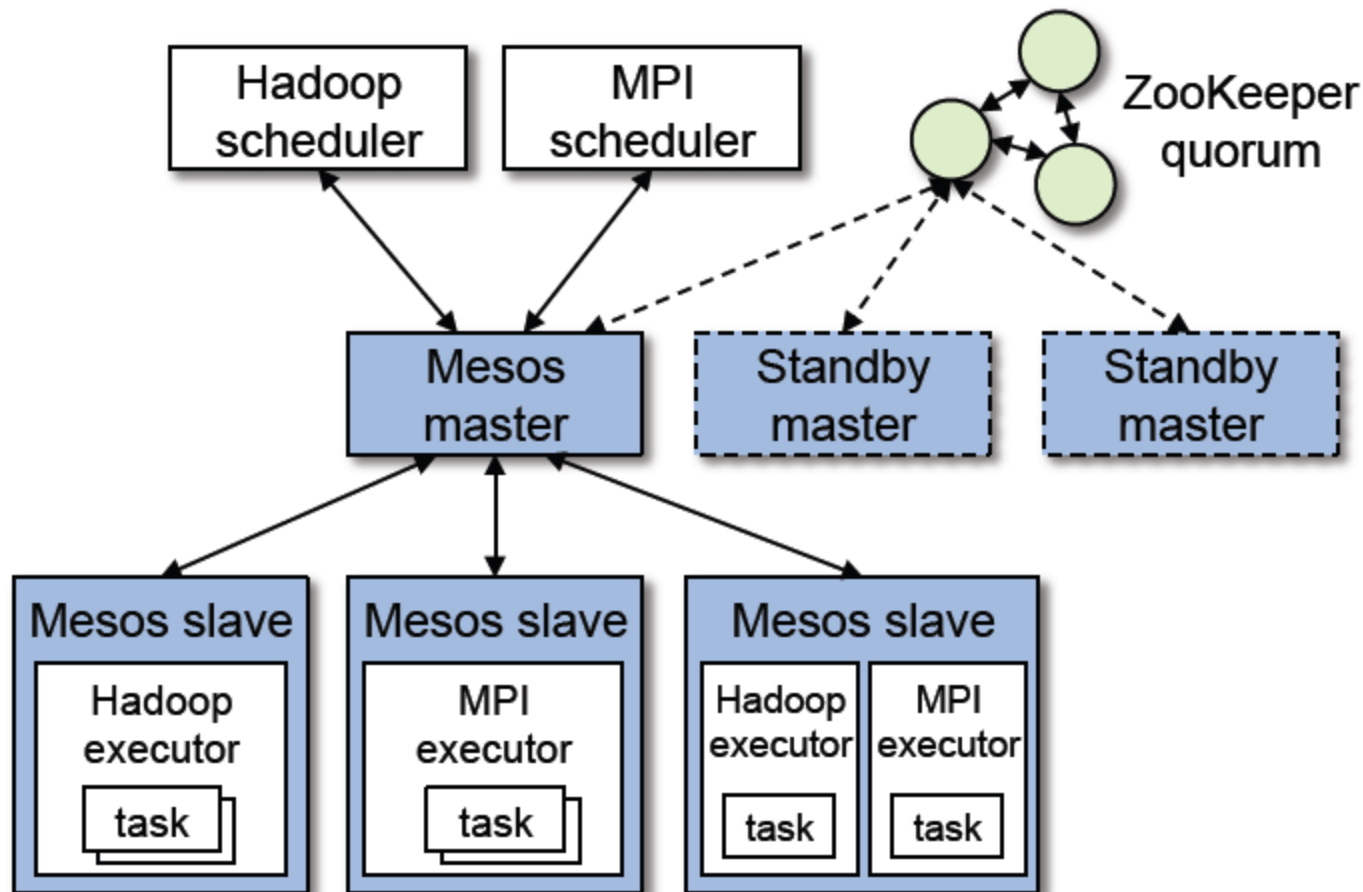 Hadoop
scheduler
MPI
scheduler
ZooKeeper
quorum
Mesos
master
Standby
master
Standby
master
Mesos slave
Hadoop
executor
task
Mesos slave
MPI
executor
task
Mesos slave
Hadoop
executor
task
MPI
executor
task